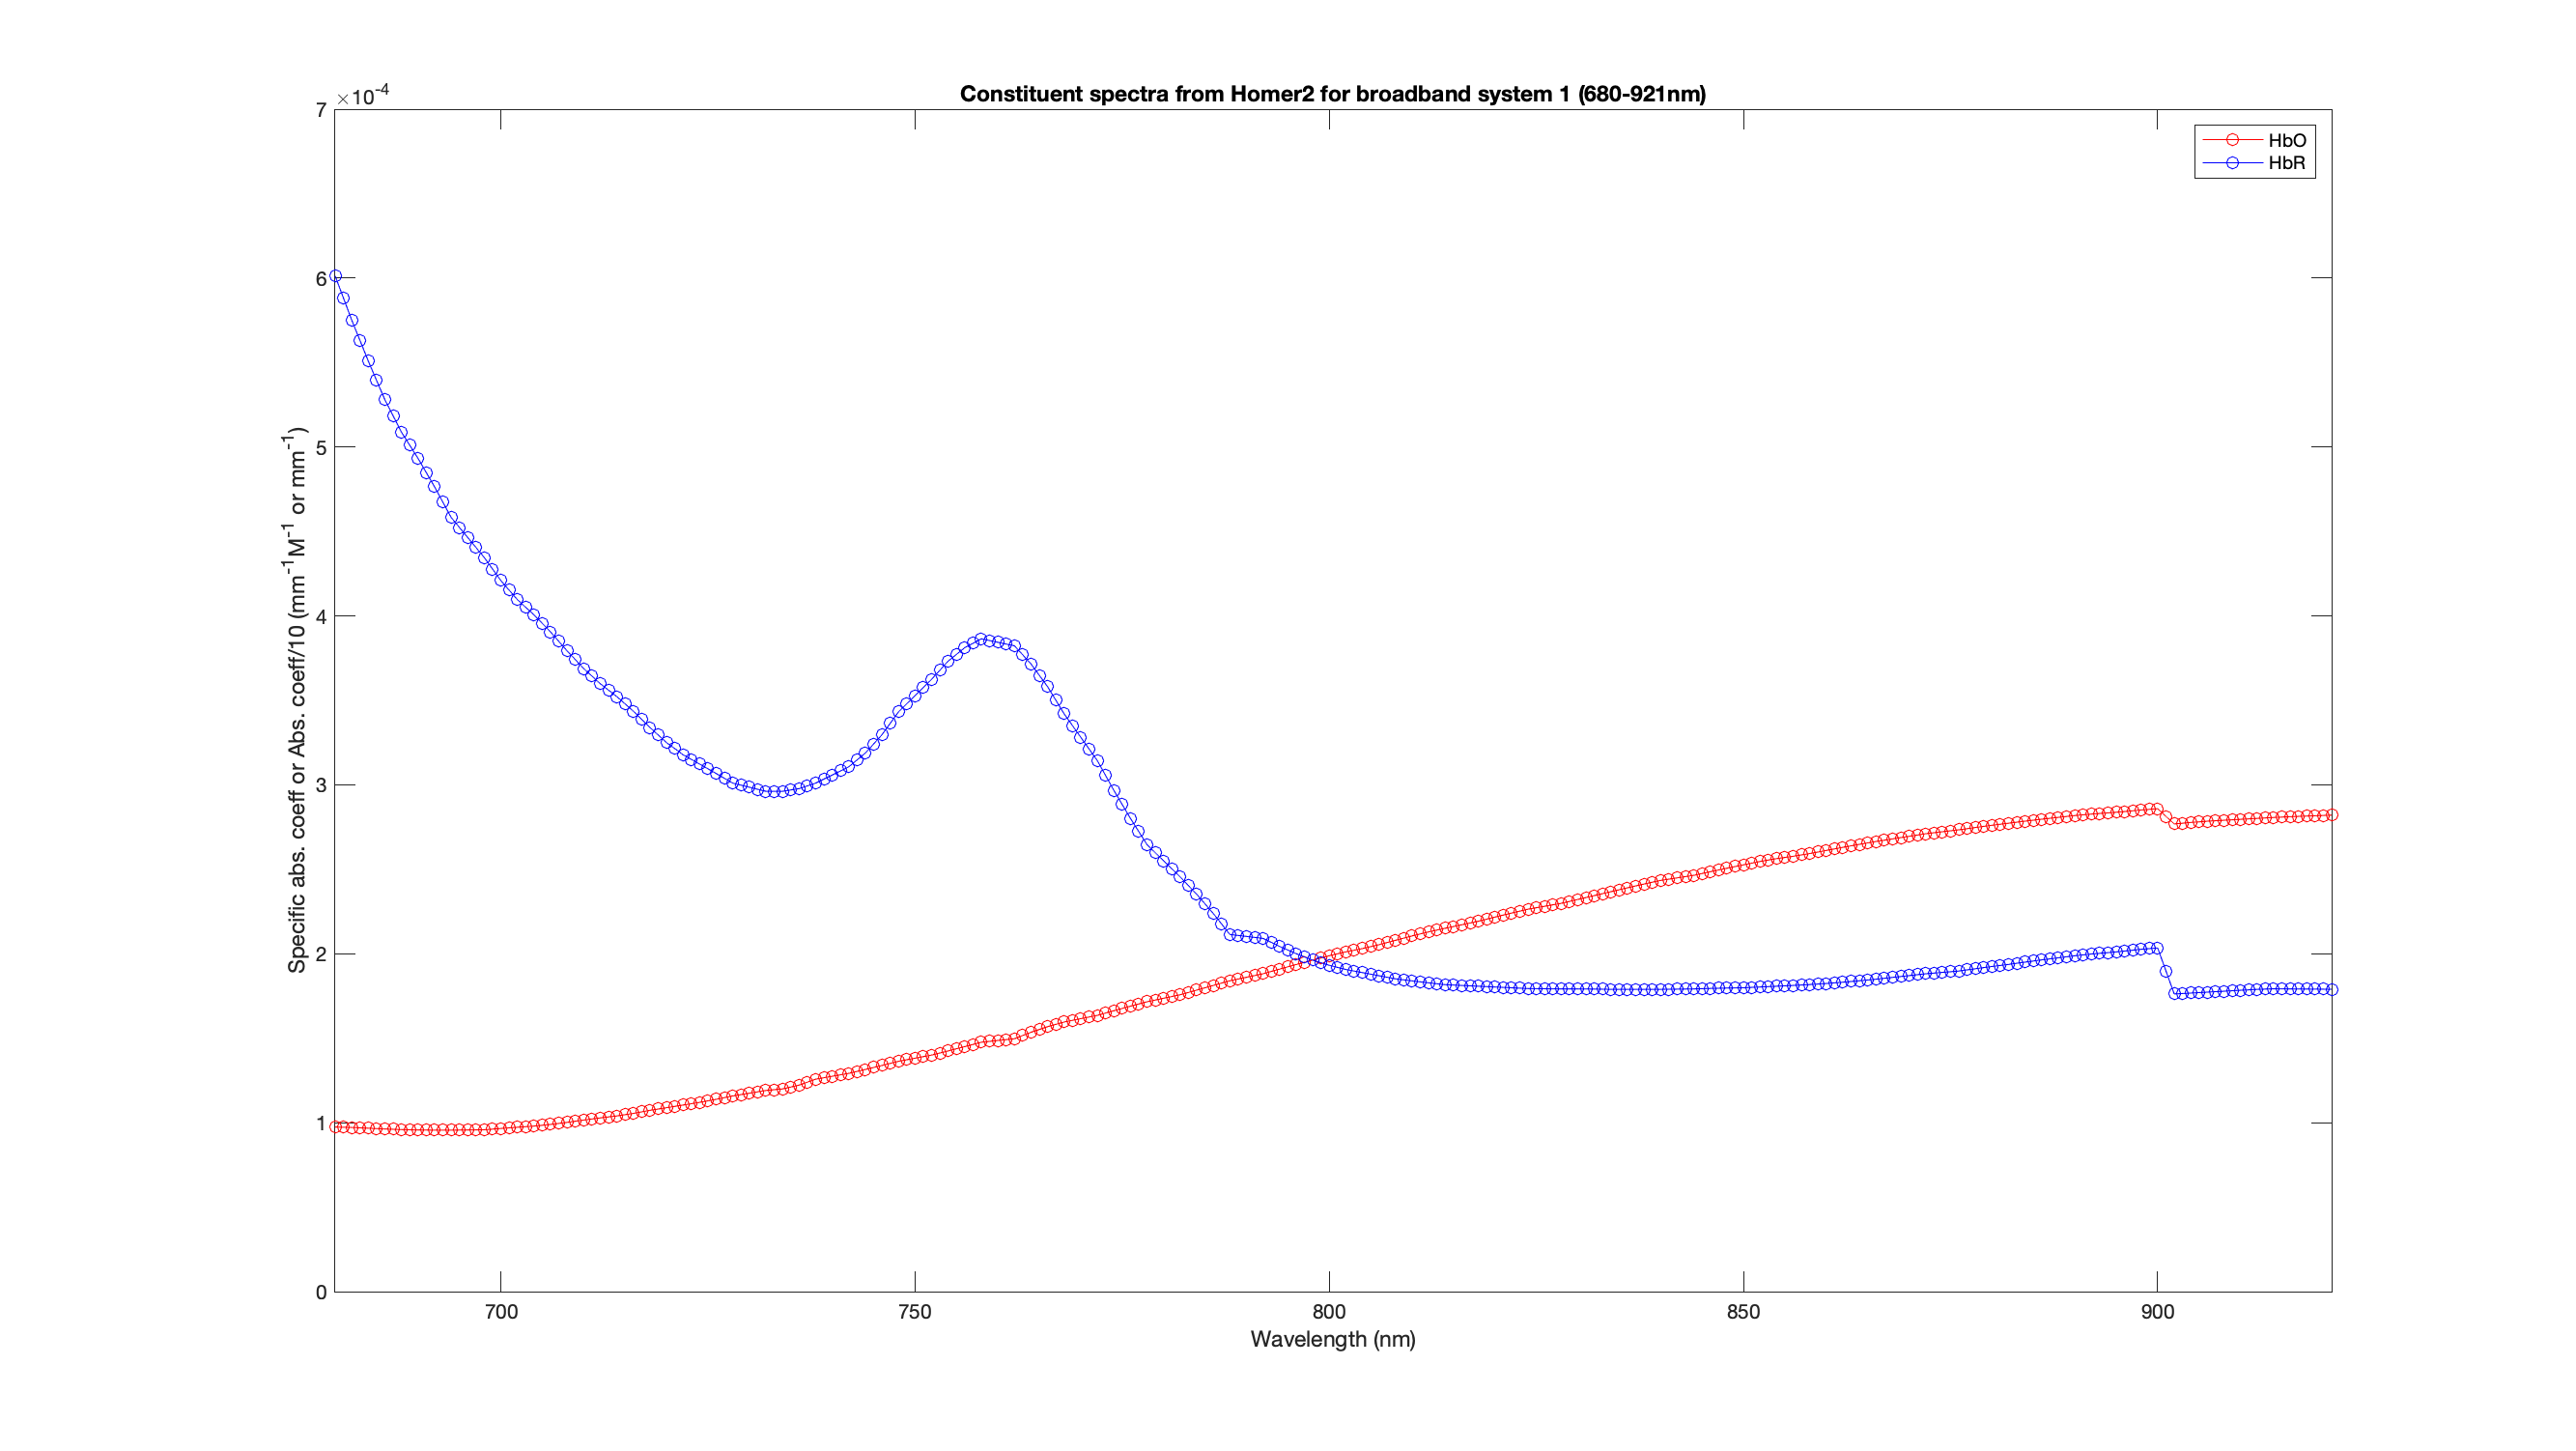 Constituent spectra from Homer2 for broadband system 1 (680-921nm)
×10⁻⁴
7
6
5
4
3
2
1
0
Specific abs. coeff or Abs. coeff/10 (mm⁻¹M⁻¹ or mm⁻¹)
HbO
HbR
700 750 800 850 900
Wavelength (nm)